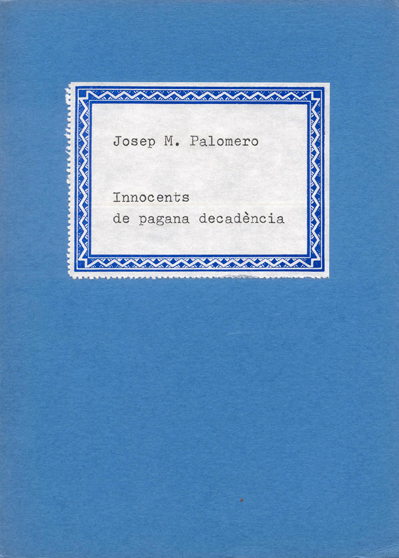 Josep M. Palomero
Innocents
de pagana decadència